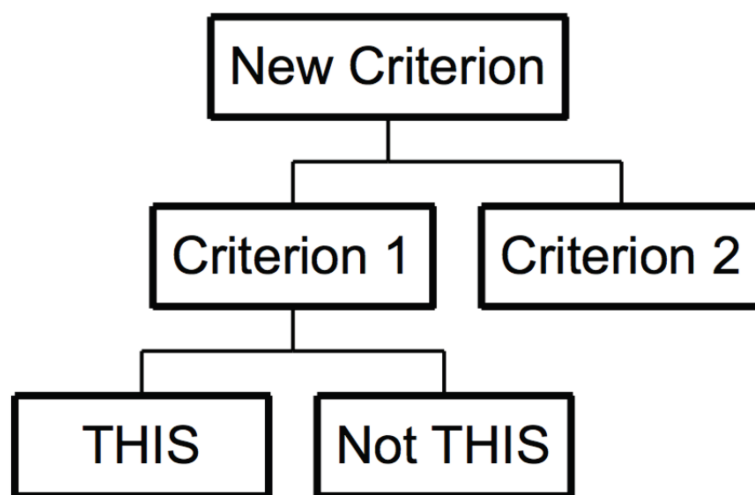 New Criterion
Criterion 1
Criterion 2
THIS
Not THIS